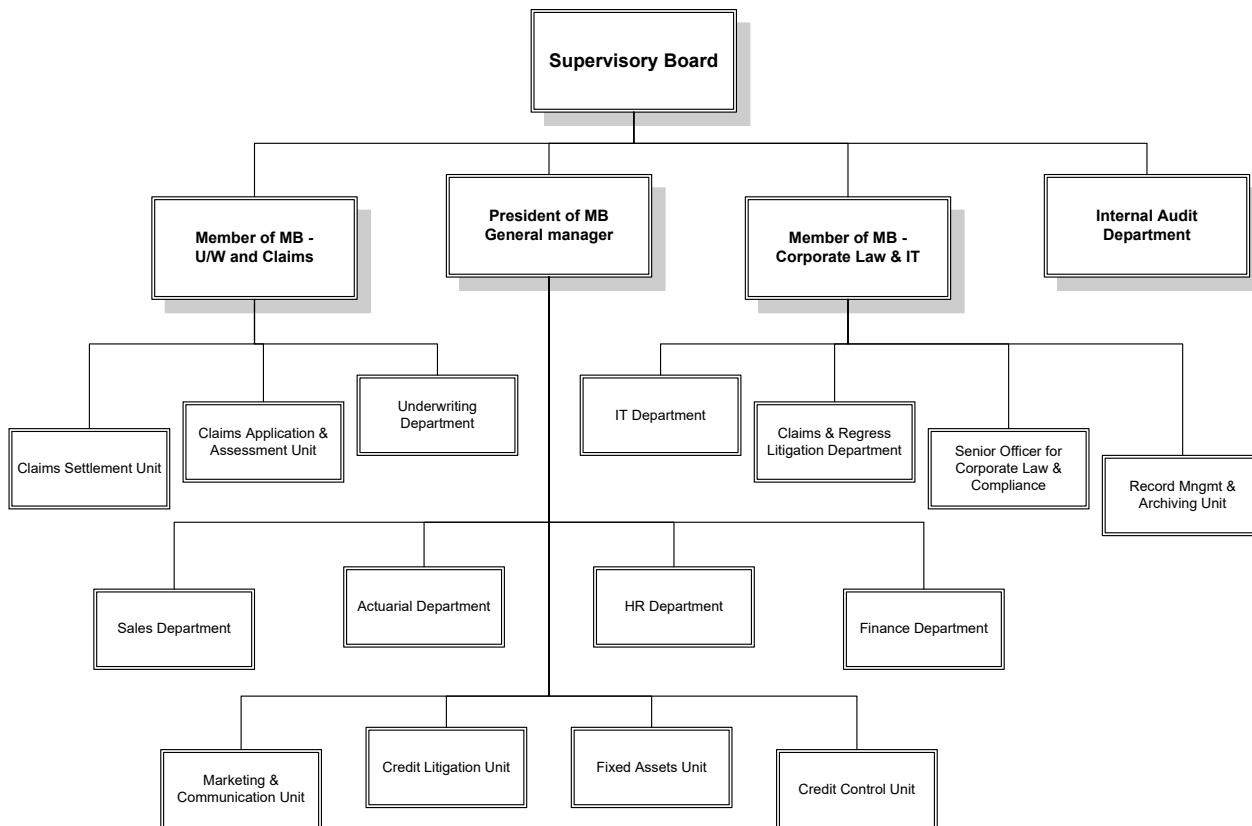 Supervisory Board
Member of MB -
U/W and Claims
President of MB
General manager
Member of MB -
Corporate Law & IT
Internal Audit
Department
Claims Settlement Unit
Claims Application &
Assessment Unit
Underwriting
Department
IT Department
Claims & Regress
Litigation Department
Senior Officer for
Corporate Law &
Compliance
Record Mngmt &
Archiving Unit
Sales Department
Actuarial Department
HR Department
Finance Department
Marketing &
Communication Unit
Credit Litigation Unit
Fixed Assets Unit
Credit Control Unit